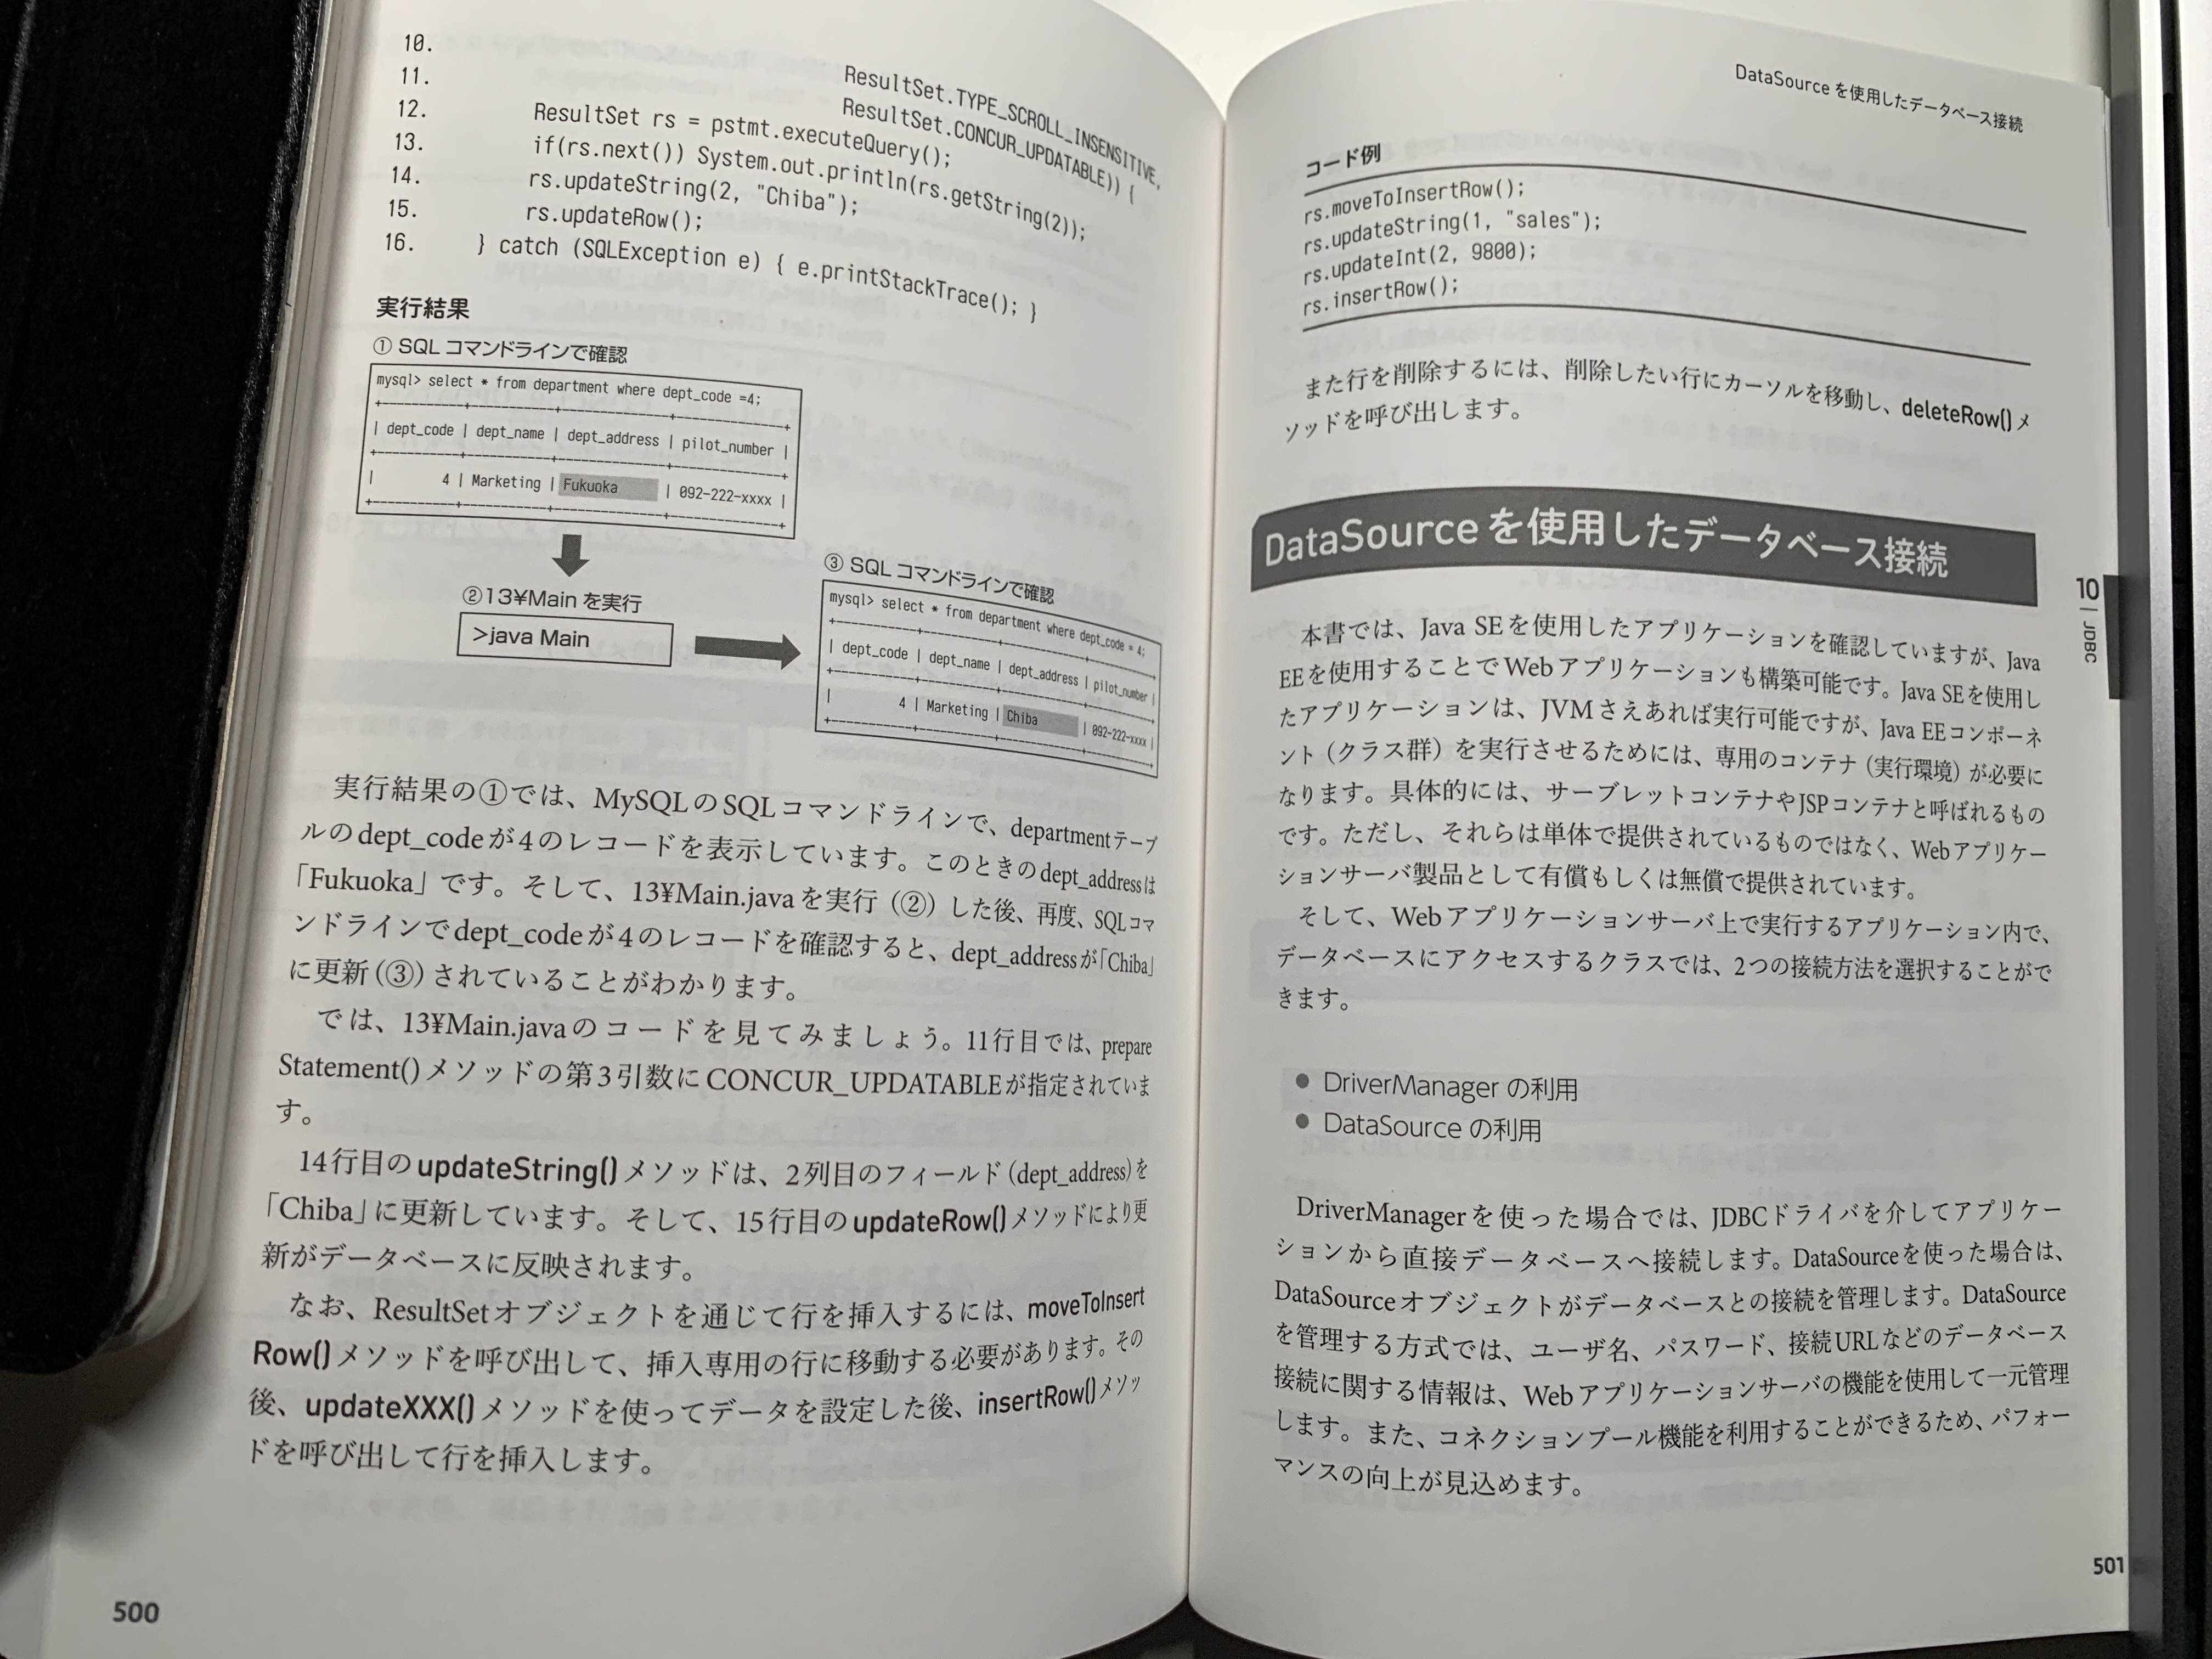 10.                    ResultSet.TYPE_SCROLL_INSENSITIVE,
11.                    ResultSet.CONCUR_UPDATABLE)) {
12.    ResultSet rs = pstmt.executeQuery();
13.    if(rs.next()) System.out.println(rs.getString(2));
14.    rs.updateString(2, "Chiba");
15.    rs.updateRow();
16.  } catch (SQLException e) { e.printStackTrace(); }
実行結果
① SQL コマンドラインで確認
mysql> select * from department where dept_code =4;
| dept_code | dept_name | dept_address | pilot_number |
| 4 | Marketing | Fukuoka | 092-222-xxxx |
②13¥Main を実行
>java Main
③ SQL コマンドラインで確認
mysql> select * from department where dept_code = 4;
| dept_code | dept_name | dept_address | pilot_number |
| 4 | Marketing | Chiba | 092-222-xxxx |
実行結果の①では、MySQLのSQLコマンドラインで、departmentテーブ
ルのdept_codeが4のレコードを表示しています。このときのdept_addressは
「Fukuoka」です。そして、13¥Main.javaを実行（②）した後、再度、SQLコマ
ンドラインでdept_codeが4のレコードを確認すると、dept_addressが「Chiba」
に更新（③）されていることがわかります。
では、13¥Main.javaのコードを見てみましょう。11行目では、prepare
Statement()メソッドの第3引数にCONCUR_UPDATABLEが指定されていま
す。
14行目のupdateString()メソッドは、2列目のフィールド（dept_address）を
「Chiba」に更新しています。そして、15行目のupdateRow()メソッドにより更
新がデータベースに反映されます。
なお、ResultSetオブジェクトを通じて行を挿入するには、moveToInsert
Row()メソッドを呼び出して、挿入専用の行に移動する必要があります。その
後、updateXXX()メソッドを使ってデータを設定した後、insertRow()メソッ
ドを呼び出して行を挿入します。
500
DataSource を使用したデータベース接続
コード例
rs.moveToInsertRow();
rs.updateString(1, "sales");
rs.updateInt(2, 9800);
rs.insertRow();
また行を削除するには、削除したい行にカーソルを移動し、deleteRow()メ
ソッドを呼び出します。
DataSource を使用したデータベース接続
本書では、Java SEを使用したアプリケーションを確認していますが、Java
EEを使用することでWebアプリケーションも構築可能です。Java SEを使用し
たアプリケーションは、JVMさえあれば実行可能ですが、Java EEコンポーネ
ント（クラス群）を実行させるためには、専用のコンテナ（実行環境）が必要に
なります。具体的には、サーブレットコンテナやJSPコンテナと呼ばれるもの
です。ただし、それらは単体で提供されているものではなく、Webアプリケー
ションサーバ製品として有償もしくは無償で提供されています。
そして、Webアプリケーションサーバ上で実行するアプリケーション内で、
データベースにアクセスするクラスでは、2つの接続方法を選択することがで
きます。
● DriverManager の利用
● DataSource の利用
DriverManagerを使った場合では、JDBCドライバを介してアプリケー
ションから直接データベースへ接続します。DataSourceを使った場合は、
DataSourceオブジェクトがデータベースとの接続を管理します。DataSource
を管理する方式では、ユーザ名、パスワード、接続URLなどのデータベース
接続に関する情報は、Webアプリケーションサーバの機能を使用して一元管理
します。また、コネクションプール機能を利用することができるため、パフォー
マンスの向上が見込めます。
10 | JDBC
501